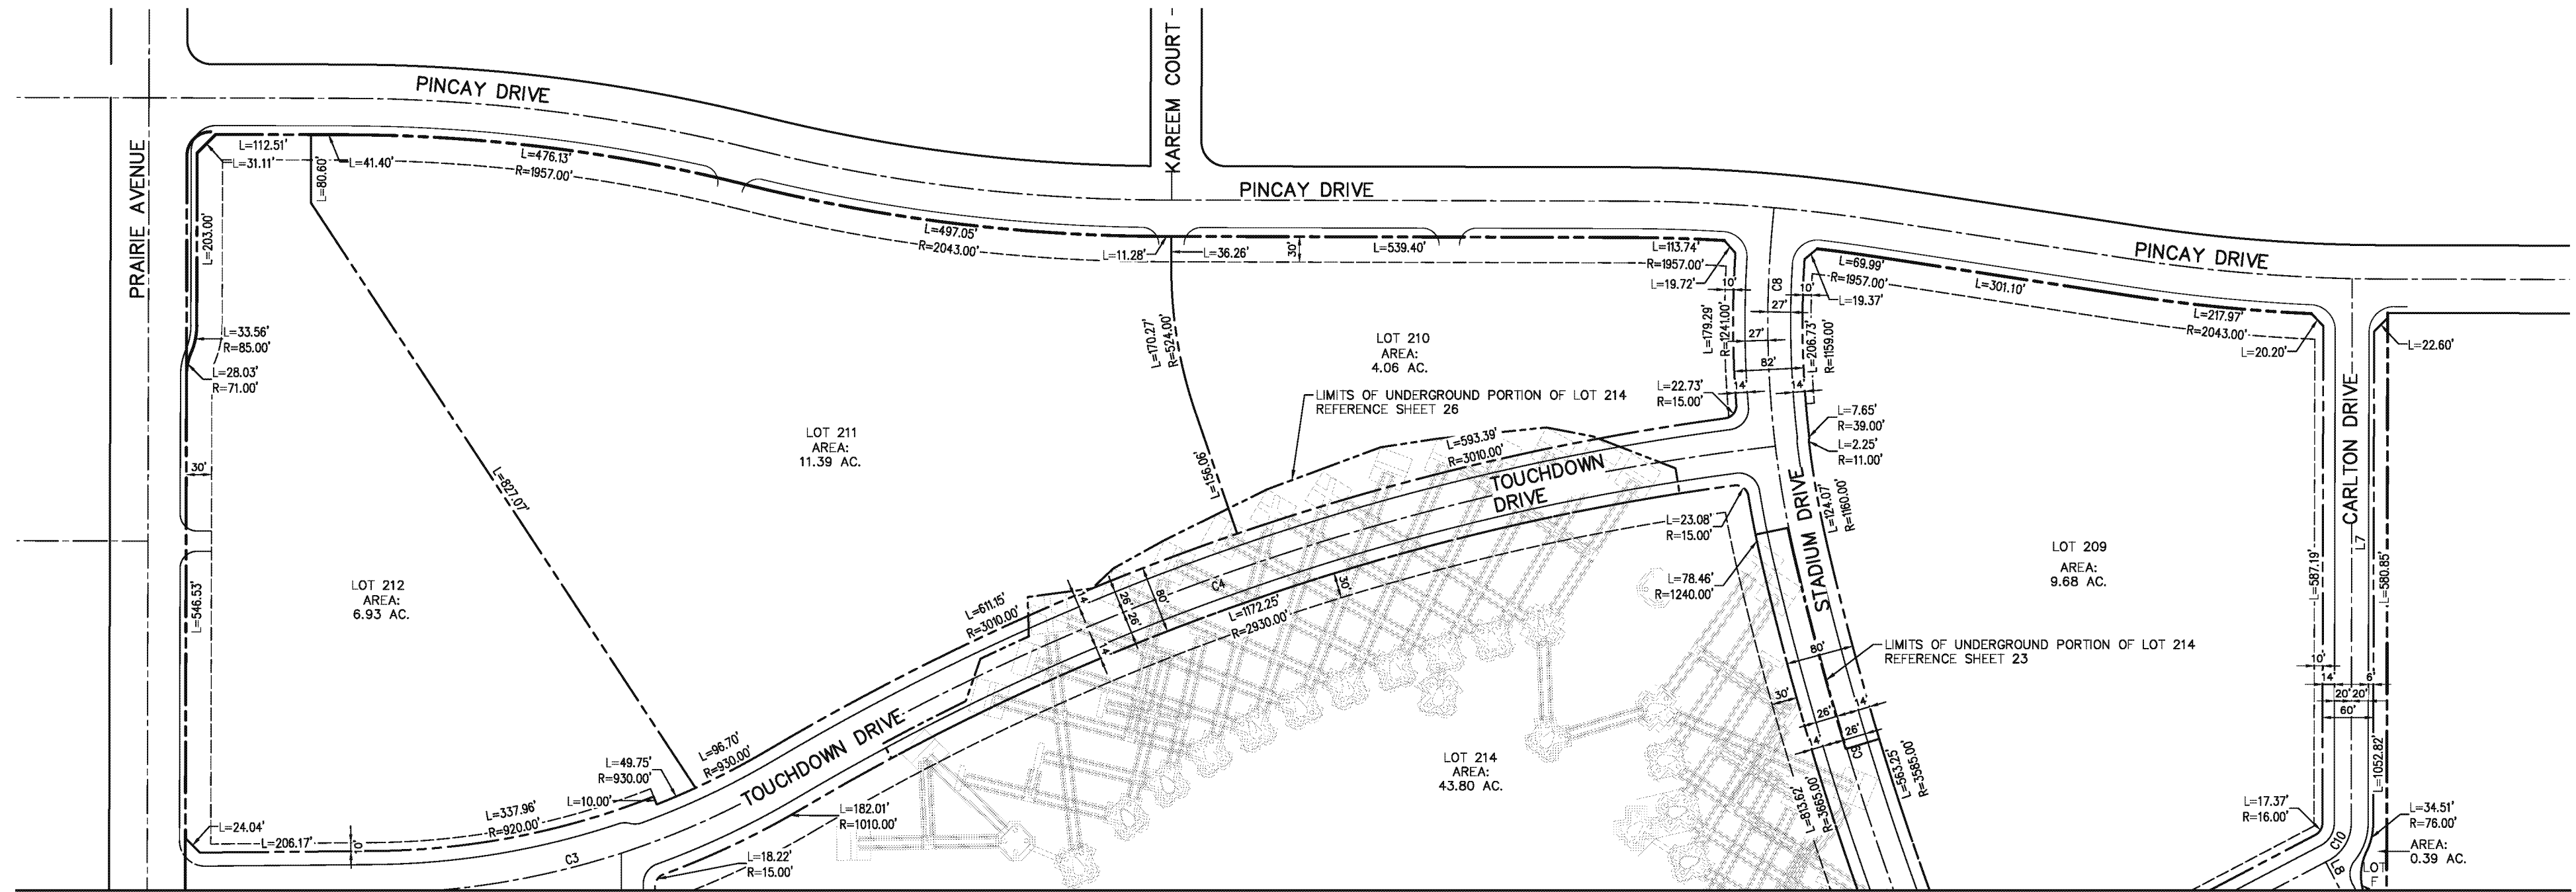 KAREEM COURT
PINCAY DRIVE
PRAIRIE AVENUE
L=112.51'
L=31.11'
L=80.60'
L=41.40'
L=476.13'
R=1957.00'
PINCAY DRIVE
L=203.00'
L=497.05'
R=2043.00'
L=11.28'
L=36.26'
30'
L=539.40'
L=113.74'
R=1957.00'
L=19.72'
10'
C8
27'
27'
82'
14'
14'
10'
L=69.99'
R=1957.00'
L=19.37'
L=301.10'
PINCAY DRIVE
L=217.97'
R=2043.00'
L=20.20'
L=22.60'
L=33.56'
R=85.00'
L=28.03'
R=71.00'
L=170.27'
R=524.00'
LOT 210
AREA:
4.06 AC.
L=179.29'
R=1241.00'
L=206.73'
R=1159.00'
L=22.73'
R=15.00'
LIMITS OF UNDERGROUND PORTION OF LOT 214
REFERENCE SHEET 26
L=7.65'
R=39.00'
L=2.25'
R=11.00'
CARLTON DRIVE
L7
LOT 211
AREA:
11.39 AC.
L=593.39'
R=3010.00'
L=156.06'
TOUCHDOWN
DRIVE
30'
L=827.07'
L=124.07'
R=1160.00'
STADIUM DRIVE
L=23.08'
R=15.00'
LOT 209
AREA:
9.68 AC.
L=587.19'
L=580.85'
LOT 212
AREA:
6.93 AC.
L=546.53'
L=611.15'
R=3010.00'
14'
26'
26'
14'
80'
C4
L=1172.25'
R=2930.00'
30'
L=78.46'
R=1240.00'
80'
LIMITS OF UNDERGROUND PORTION OF LOT 214
REFERENCE SHEET 23
30'
26'
14'
14'
26'
C9
10'
14'
6'
20'
20'
60'
L=96.70'
R=930.00'
TOUCHDOWN DRIVE
L=49.75'
R=930.00'
L=10.00'
L=337.96'
R=920.00'
LOT 214
AREA:
43.80 AC.
L=813.62'
R=3665.00'
L=563.25'
R=3585.00'
L=1052.82'
L=24.04'
L=206.17'
10'
C3
L=182.01'
R=1010.00'
L=18.22'
R=15.00'
L=17.37'
R=16.00'
C10
L=34.51'
R=76.00'
AREA:
0.39 AC.
LOT
F